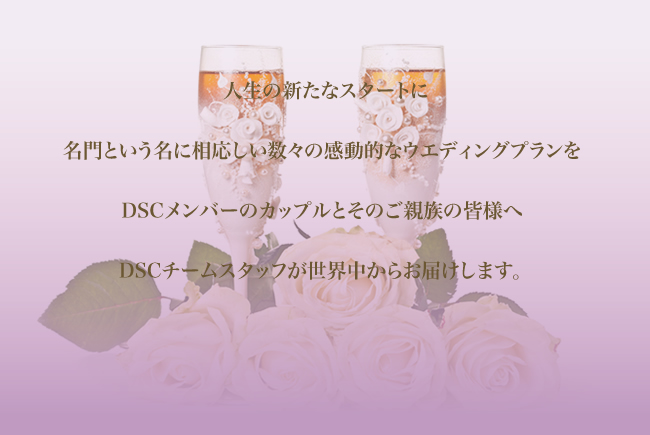 人生の新たなスタートに
名門という名に相応しい数々の感動的なウエディングプランを
DSCメンバーのカップルとそのご親族の皆様へ
DSCチームスタッフが世界中からお届けします。